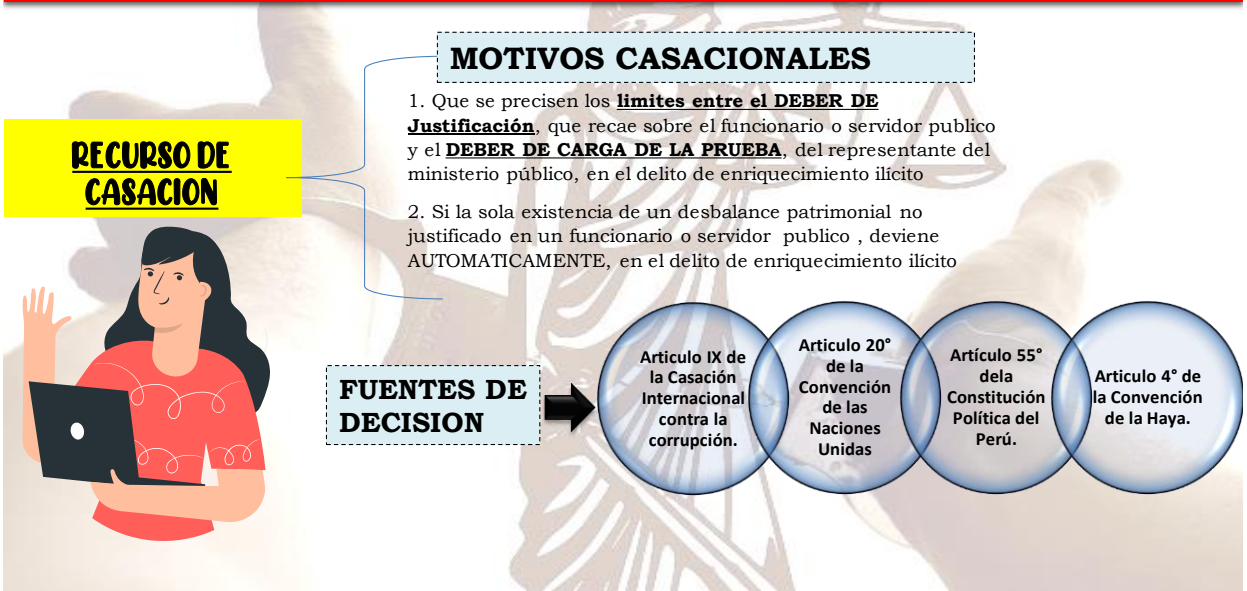 RECURSO DE
CASACION
MOTIVOS CASACIONALES
1. Que se precisen los limites entre el DEBER DE
Justificación, que recae sobre el funcionario o servidor publico
y el DEBER DE CARGA DE LA PRUEBA, del representante del
ministerio público, en el delito de enriquecimiento ilícito
2. Si la sola existencia de un desbalance patrimonial no
justificado en un funcionario o servidor publico , deviene
AUTOMATICAMENTE, en el delito de enriquecimiento ilícito
FUENTES DE
DECISION
Articulo IX de
la Casación
Internacional
contra la
corrupción.
Articulo 20°
de la
Convención
de las
Naciones
Unidas
Artículo 55°
dela
Constitución
Política del
Perú.
Articulo 4° de
la Convención
de la Haya.